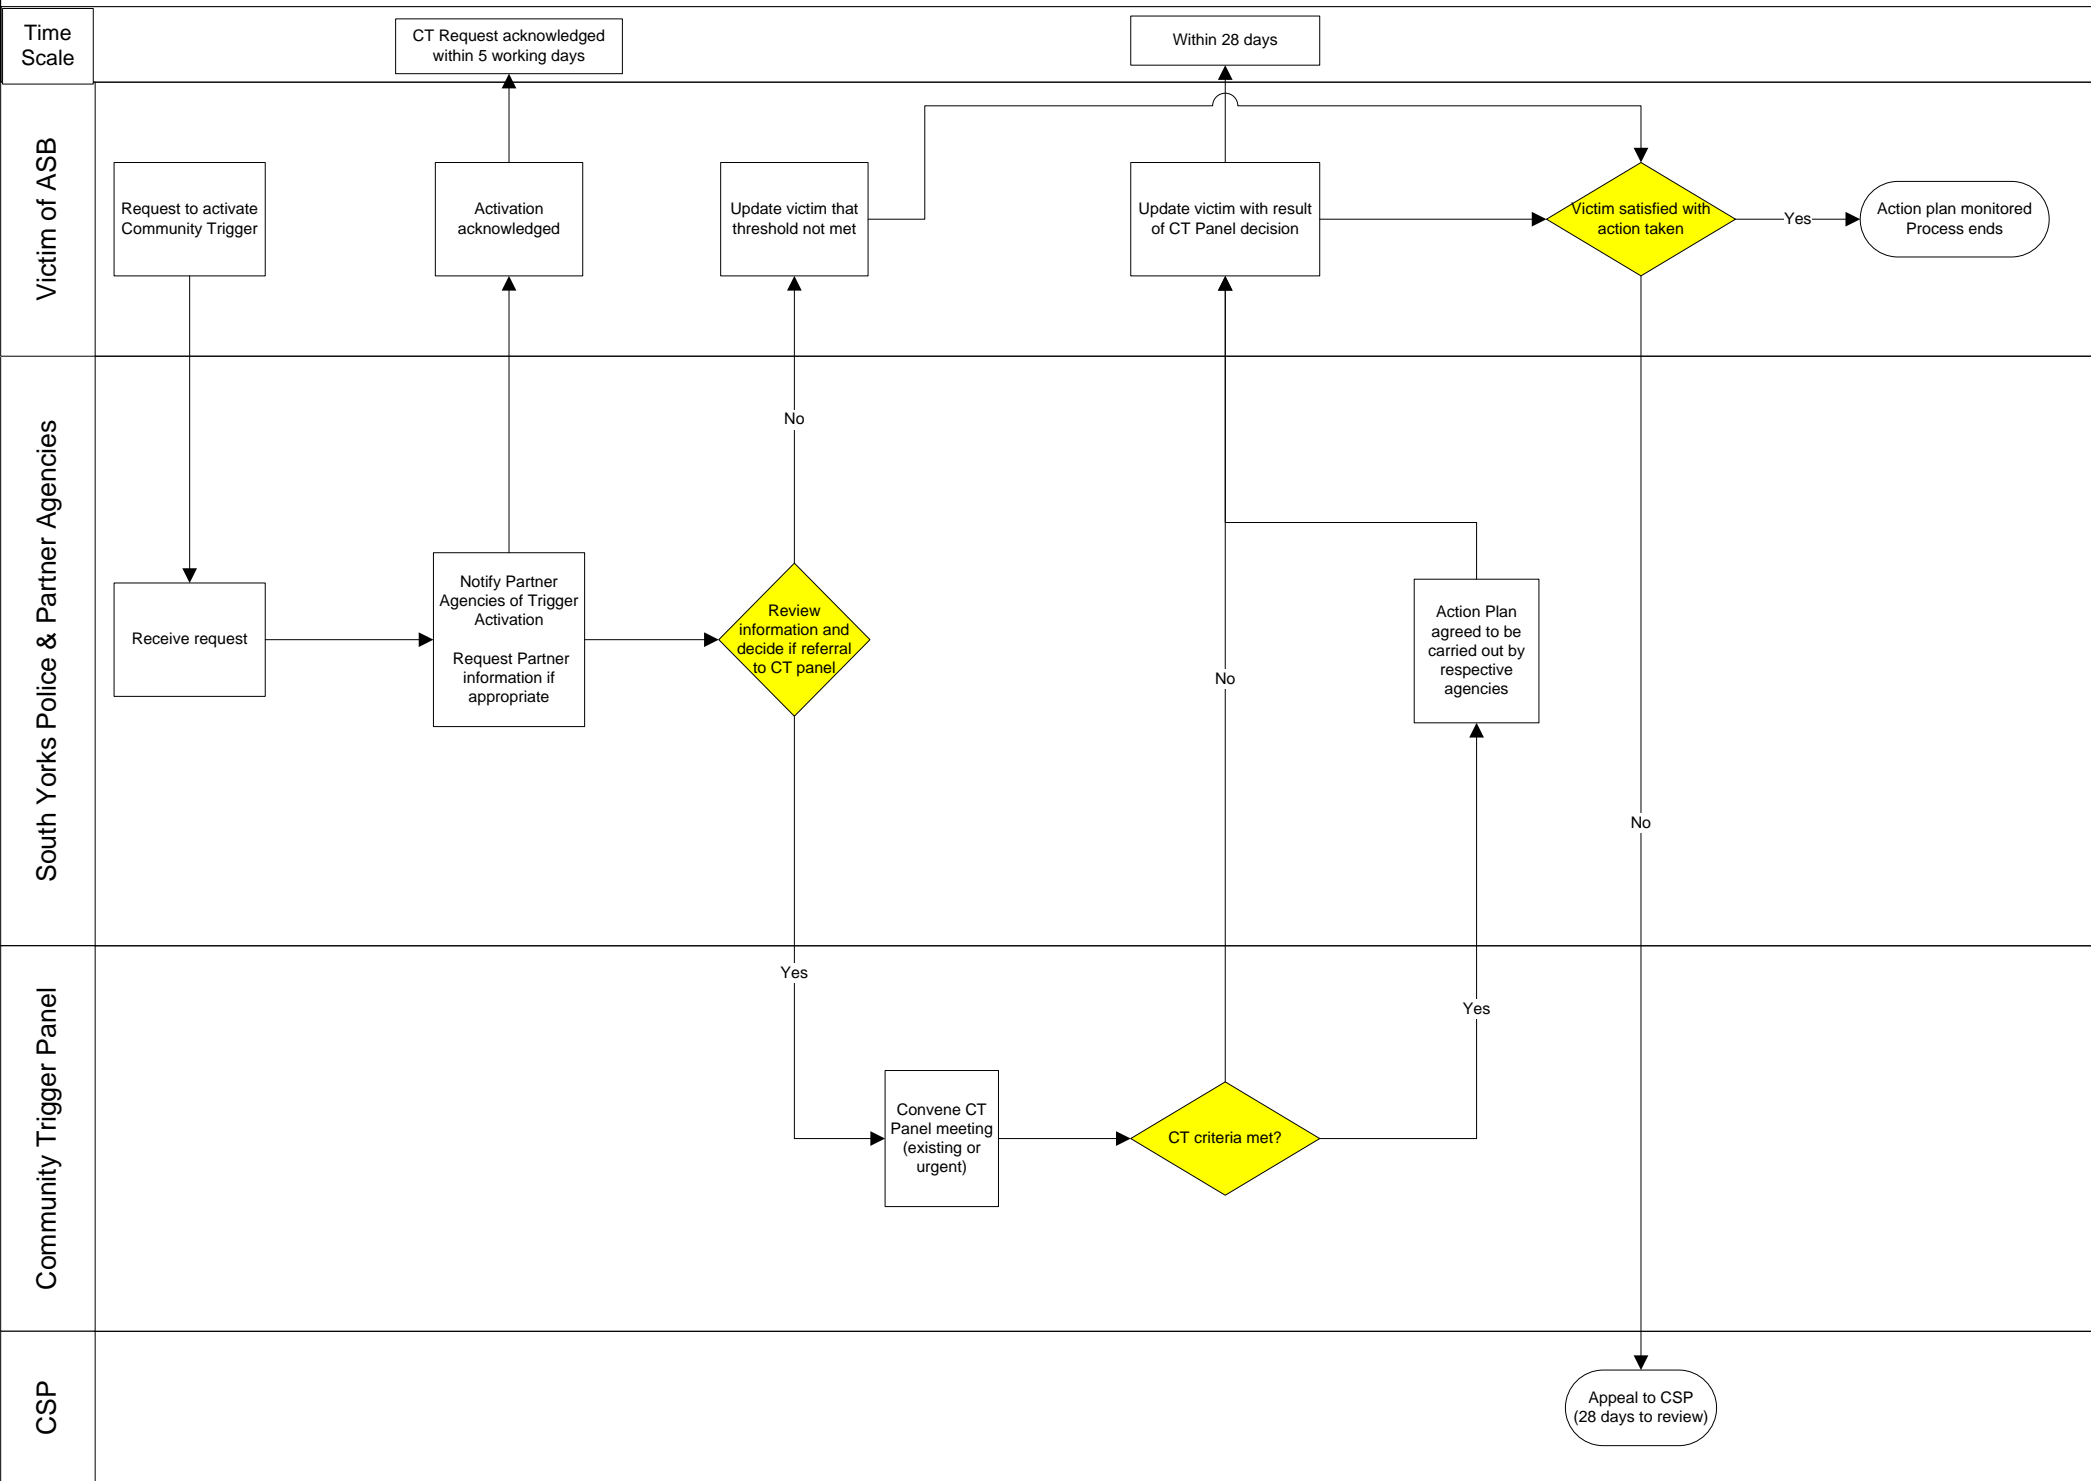 Time
Scale
CT Request acknowledged
within 5 working days
Within 28 days
Victim of ASB
Request to activate
Community Trigger
Activation
acknowledged
Update victim that
threshold not met
Update victim with result
of CT Panel decision
Victim satisfied with
action taken
Yes
Action plan monitored
Process ends
South Yorks Police & Partner Agencies
No
Receive request
Notify Partner
Agencies of Trigger
Activation
Request Partner
information if
appropriate
Review
information and
decide if referral
to CT panel
No
Action Plan
agreed to be
carried out by
respective
agencies
No
Community Trigger Panel
Yes
Yes
Convene CT
Panel meeting
(existing or
urgent)
CT criteria met?
CSP
Appeal to CSP
(28 days to review)